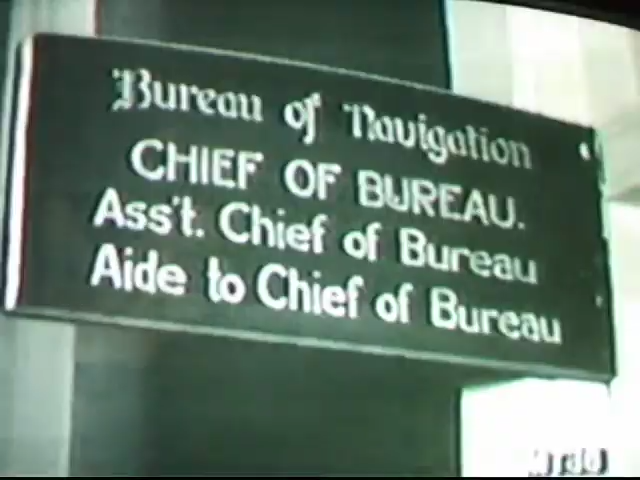 Bureau of Navigation
CHIEF OF BUREAU.
Ass't. Chief of Bureau
Aide to Chief of Bureau